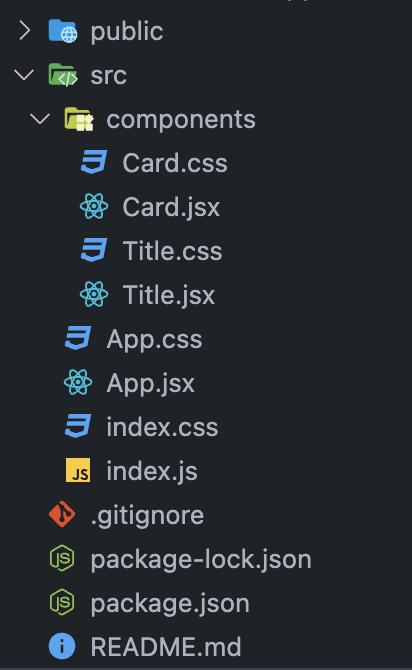 public
src
components
Card.css
Card.jsx
Title.css
Title.jsx
App.css
App.jsx
index.css
JS index.js
.gitignore
package-lock.json
package.json
README.md